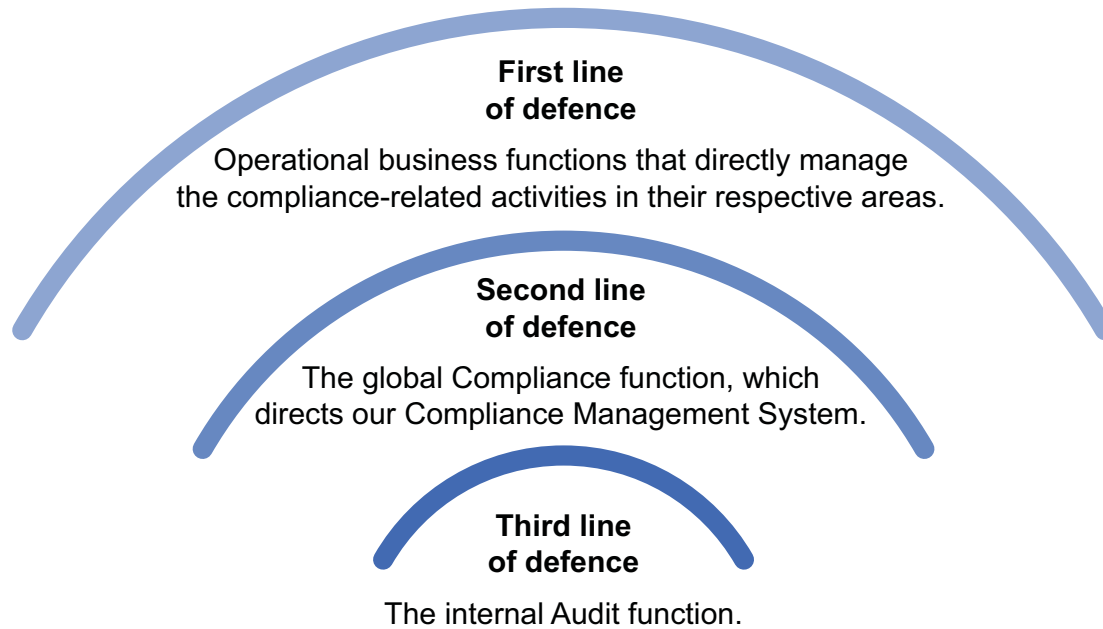 First line
of defence
Operational business functions that directly manage
the compliance-related activities in their respective areas.
Second line
of defence
The global Compliance function, which
directs our Compliance Management System.
Third line
of defence
The internal Audit function.